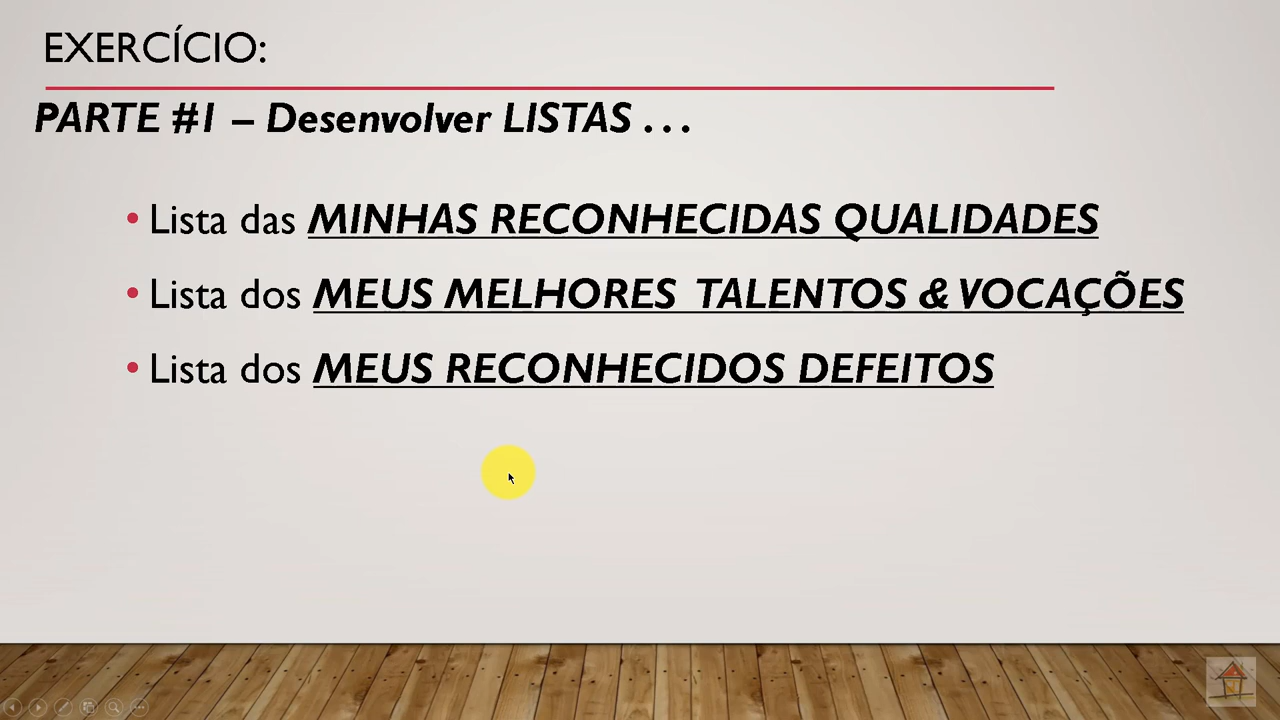 EXERCÍCIO:
PARTE #1 – Desenvolver LISTAS . . .
• Lista das MINHAS RECONHECIDAS QUALIDADES
• Lista dos MEUS MELHORES TALENTOS & VOCAÇÕES
• Lista dos MEUS RECONHECIDOS DEFEITOS